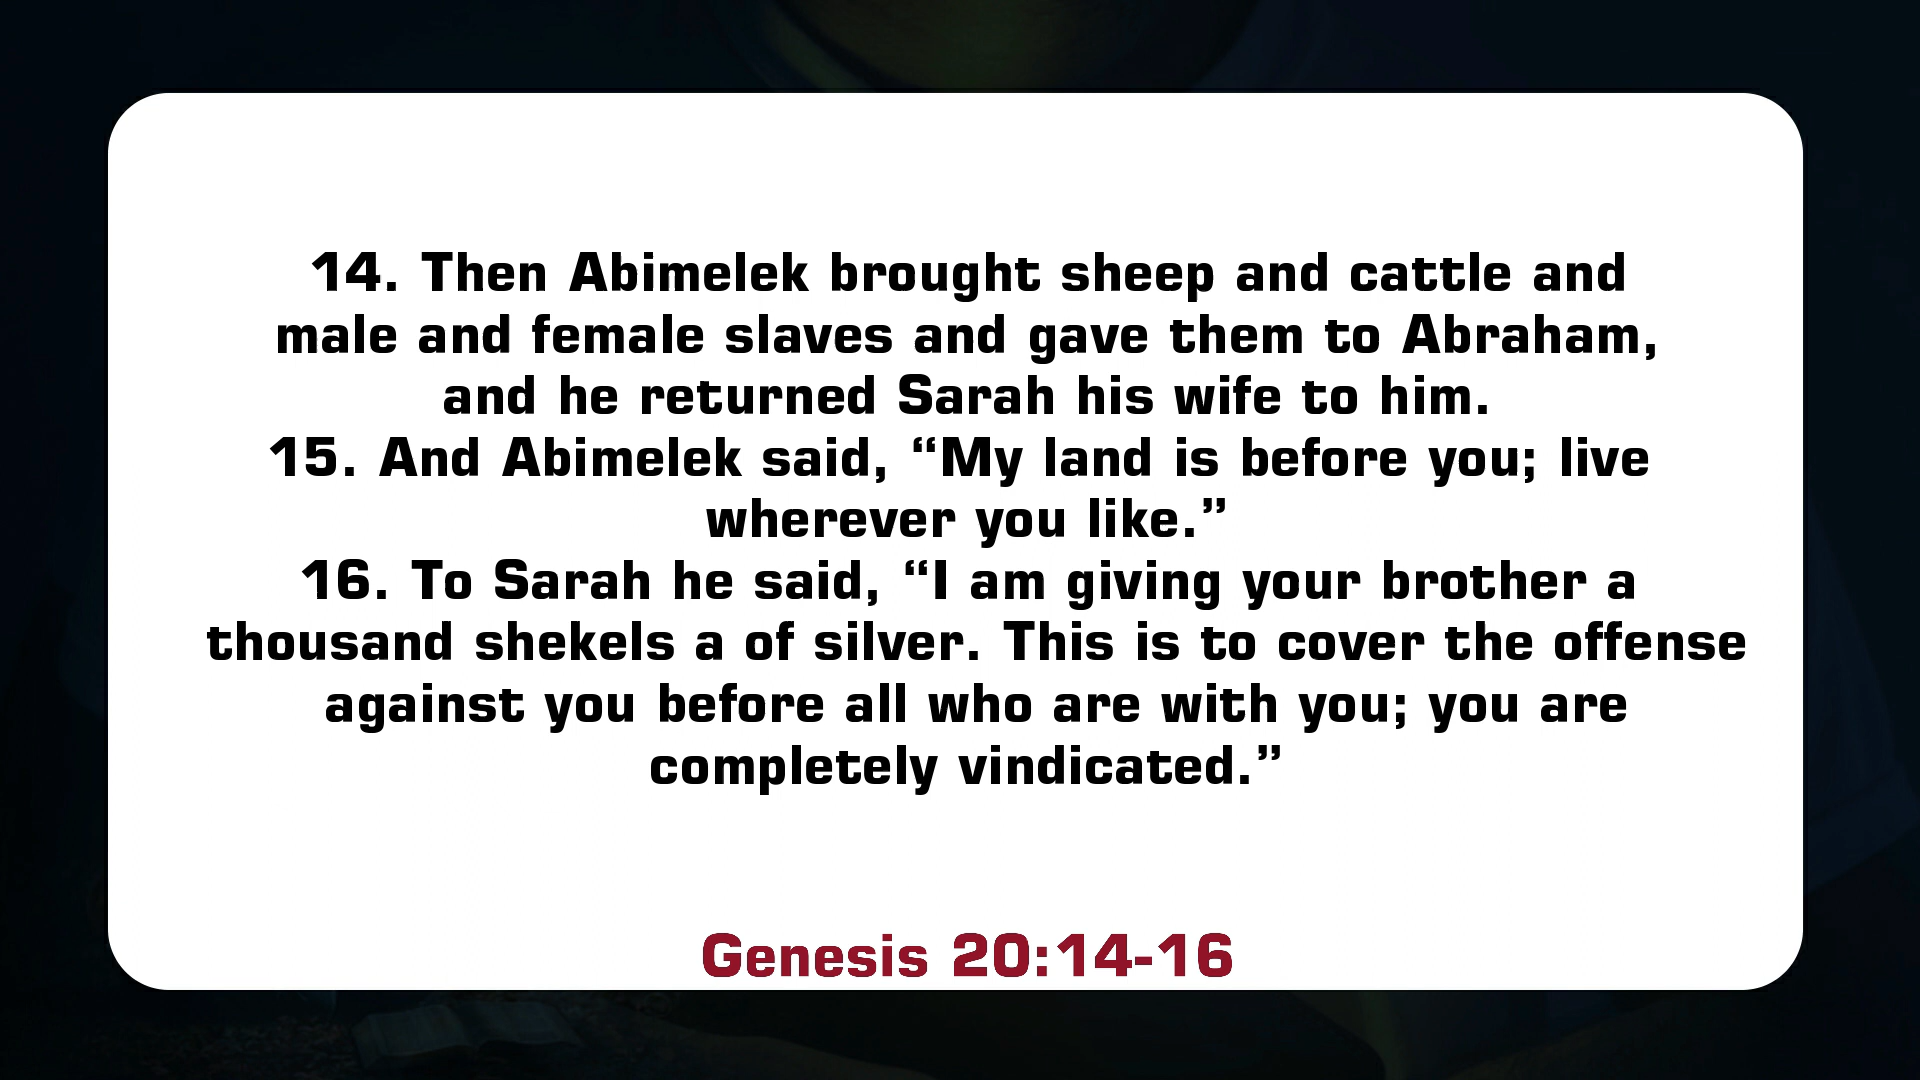 14. Then Abimelek brought sheep and cattle and
male and female slaves and gave them to Abraham,
and he returned Sarah his wife to him.
15. And Abimelek said, “My land is before you; live
wherever you like.”
16. To Sarah he said, “I am giving your brother a
thousand shekels a of silver. This is to cover the offense
against you before all who are with you; you are
completely vindicated.”
Genesis 20:14-16